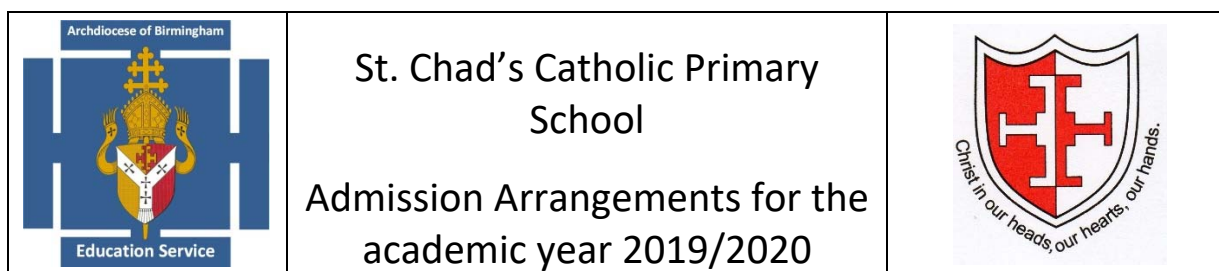 Archdiocese of Birmingham
Education Service
St. Chad’s Catholic Primary
School
Admission Arrangements for the
academic year 2019/2020
Christ in our heads, our hearts, our hands.